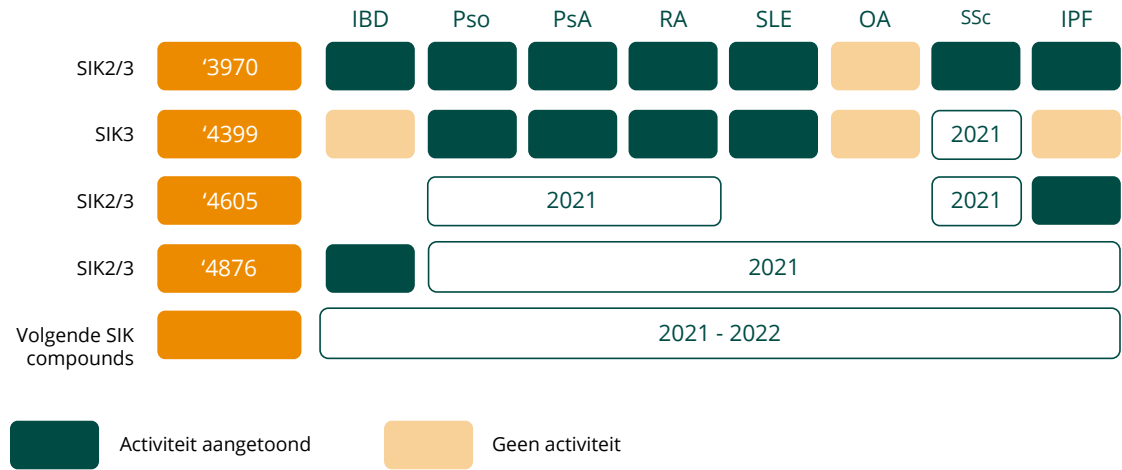 IBD Pso PsA RA SLE OA SSc IPF
SIK2/3 ‘3970
SIK3 ‘4399 2021
SIK2/3 ‘4605 2021 2021
SIK2/3 ‘4876 2021
Volgende SIK
compounds
2021 - 2022
Activiteit aangetoond Geen activiteit